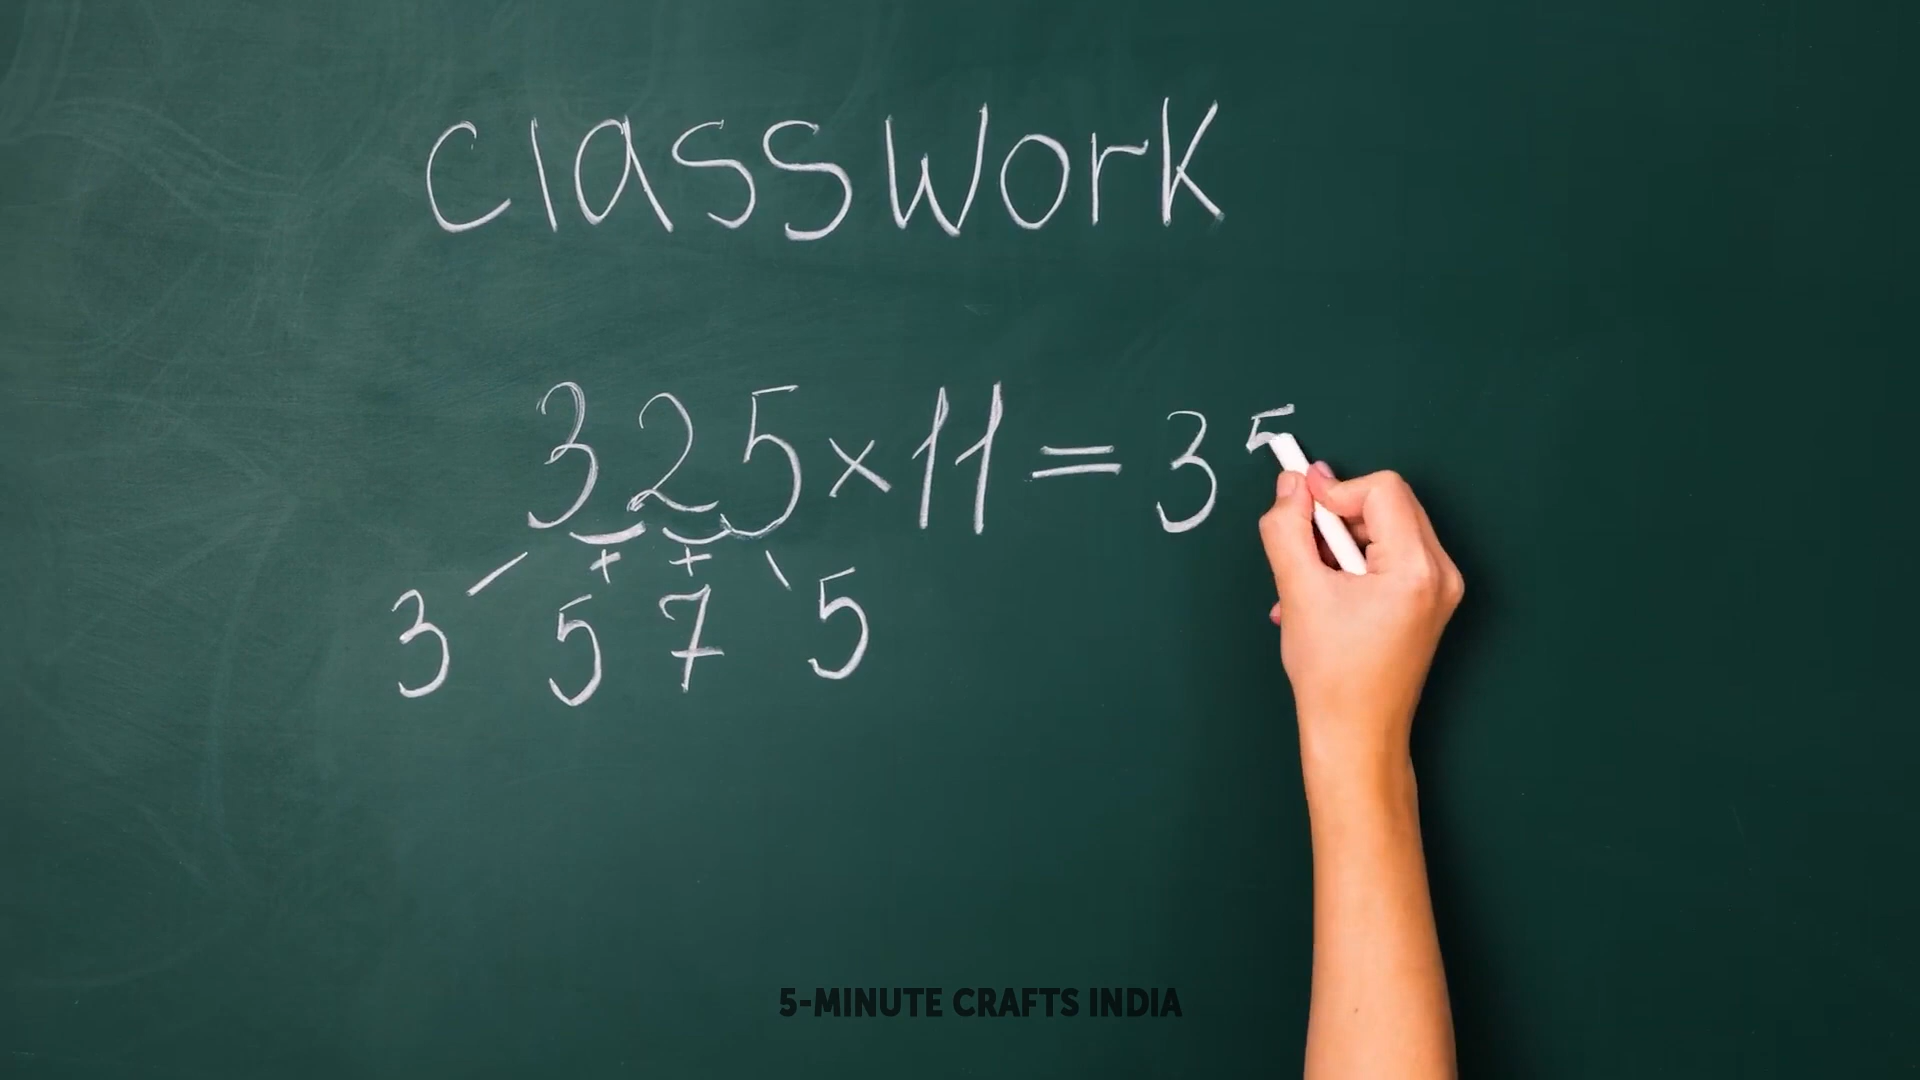 classwork
325×11=35
+ +
3 5 7 5
5-MINUTE CRAFTS INDIA